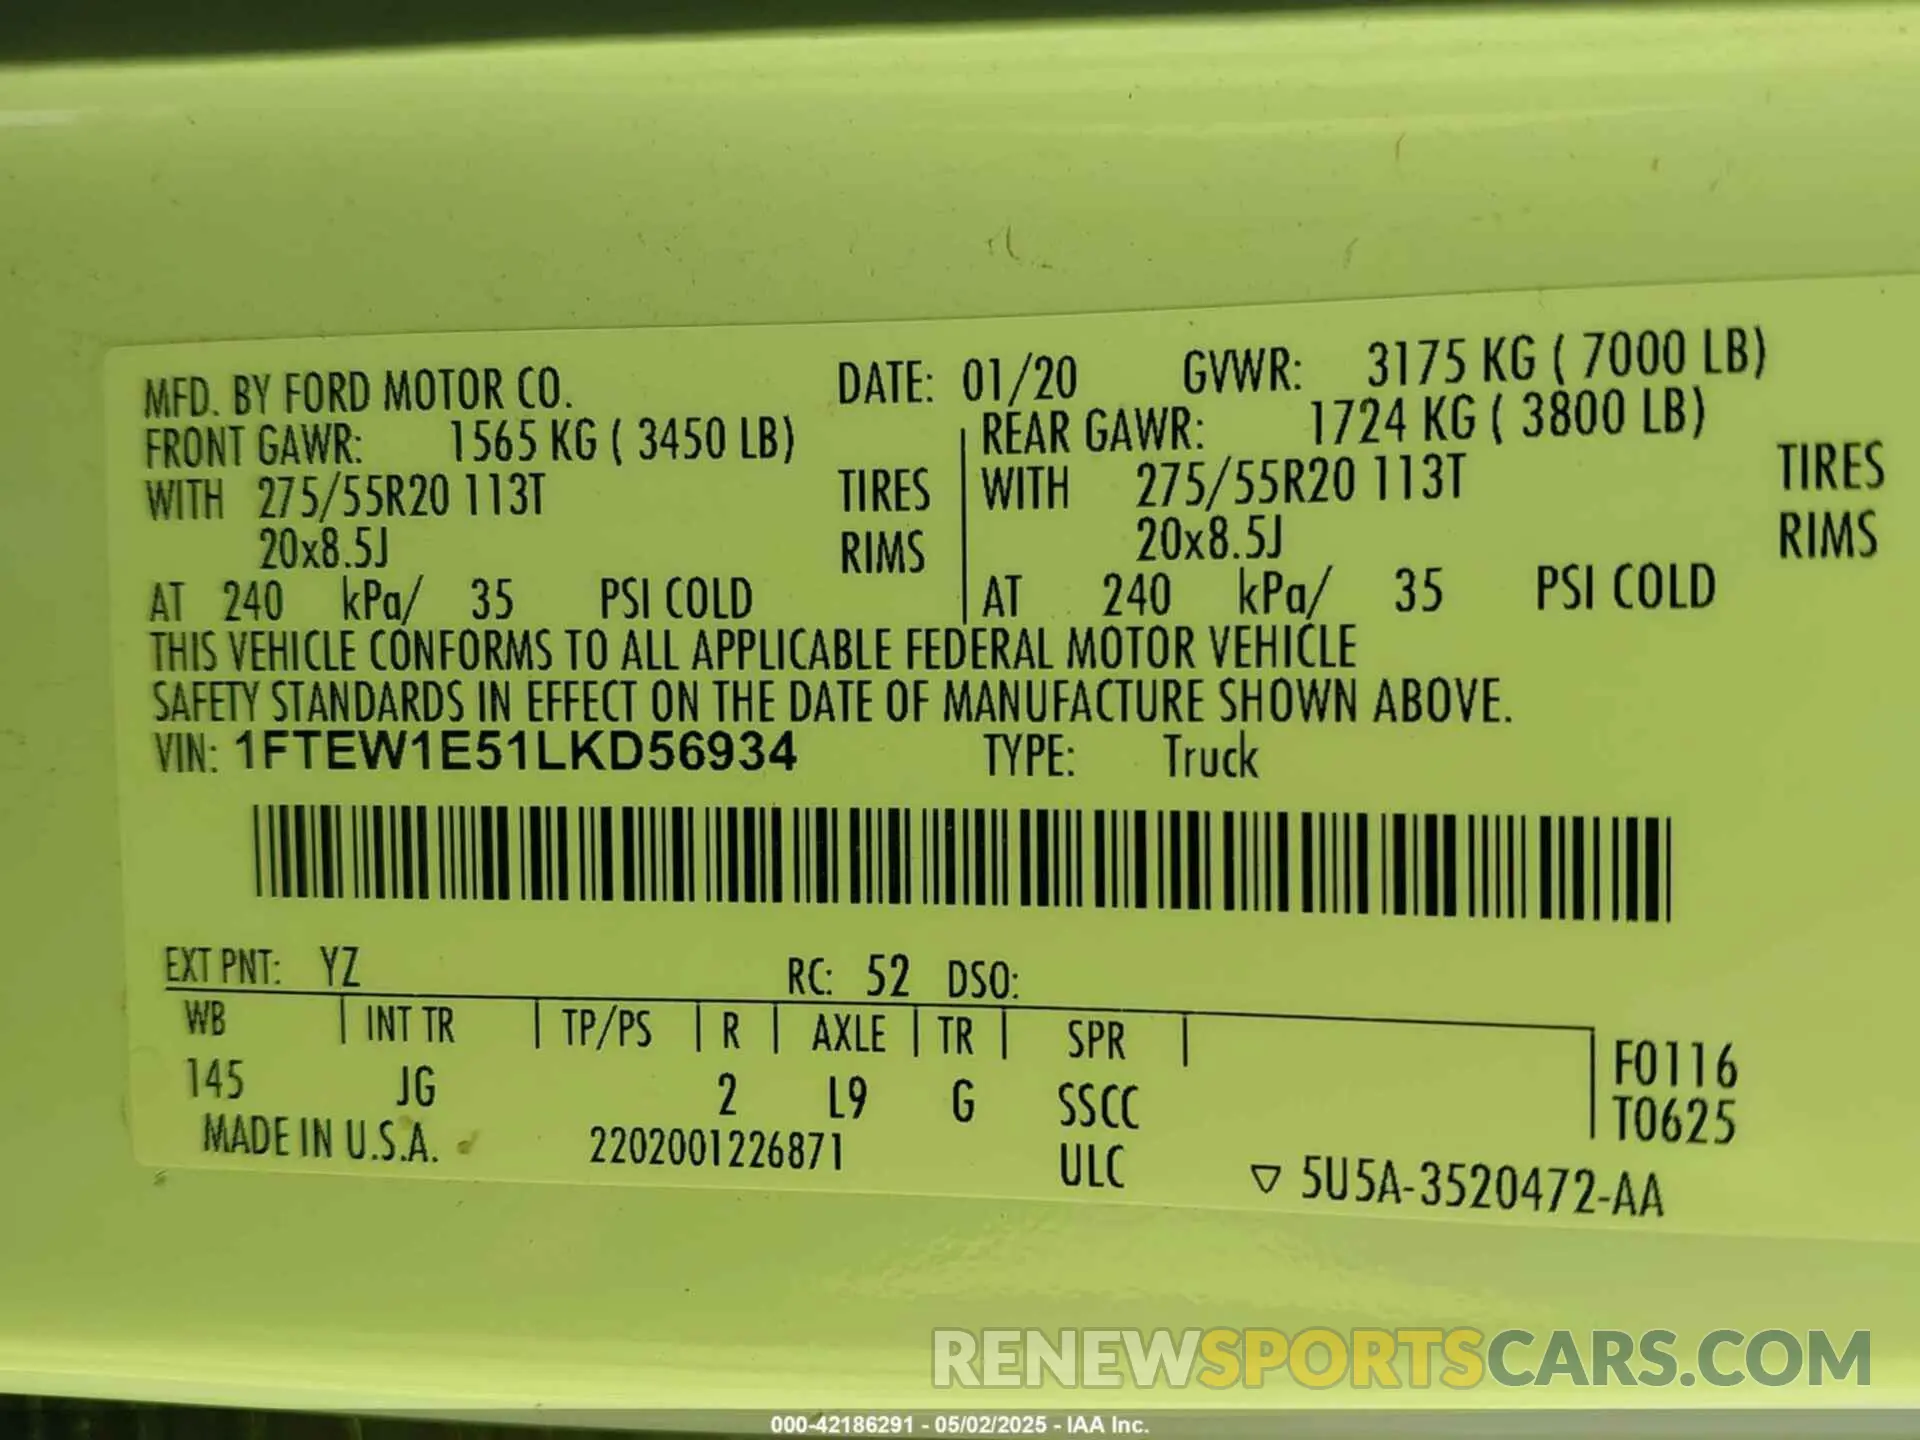 MFD. BY FORD MOTOR CO. DATE: 01/20 GVWR: 3175 KG ( 7000 LB)
FRONT GAWR: 1565 KG ( 3450 LB) REAR GAWR: 1724 KG ( 3800 LB)
WITH 275/55R20 113T TIRES WITH 275/55R20 113T TIRES
20x8.5J RIMS 20x8.5J RIMS
AT 240 kPa/ 35 PSI COLD AT 240 kPa/ 35 PSI COLD
THIS VEHICLE CONFORMS TO ALL APPLICABLE FEDERAL MOTOR VEHICLE
SAFETY STANDARDS IN EFFECT ON THE DATE OF MANUFACTURE SHOWN ABOVE.
VIN: 1FTEW1E51LKD56934 TYPE: Truck
EXT PNT: YZ RC: 52 DSO:
WB INT TR TP/PS R AXLE TR SPR F0116
145 JG 2 L9 G SSCC T0625
MADE IN U.S.A. 2202001226871 ULC ▽ 5U5A-3520472-AA
RENEWSPORTSCARS.COM
000-42186291 - 05/02/2025 - IAA Inc.